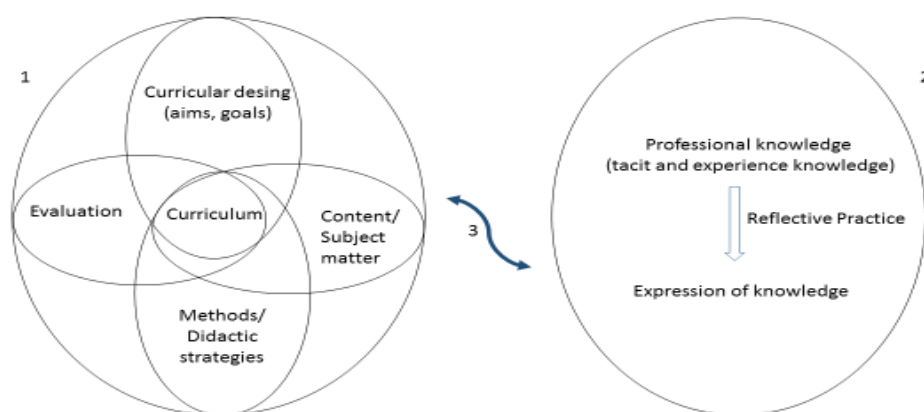 1
Curricular desing
(aims, goals)
Evaluation
Curriculum
Content/
Subject
matter
Methods/
Didactic
strategies
3
2
Professional knowledge
(tacit and experience knowledge)
Reflective Practice
Expression of knowledge